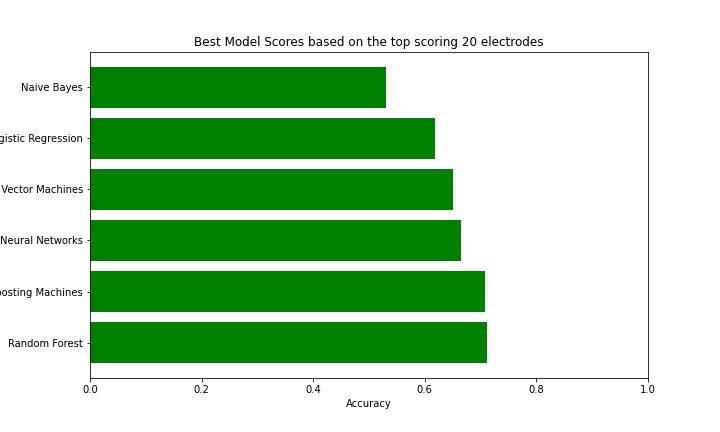 Best Model Scores based on the top scoring 20 electrodes
Naive Bayes
gistic Regression
Vector Machines
Neural Networks
osting Machines
Random Forest
0.0 0.2 0.4 0.6 0.8 1.0
Accuracy